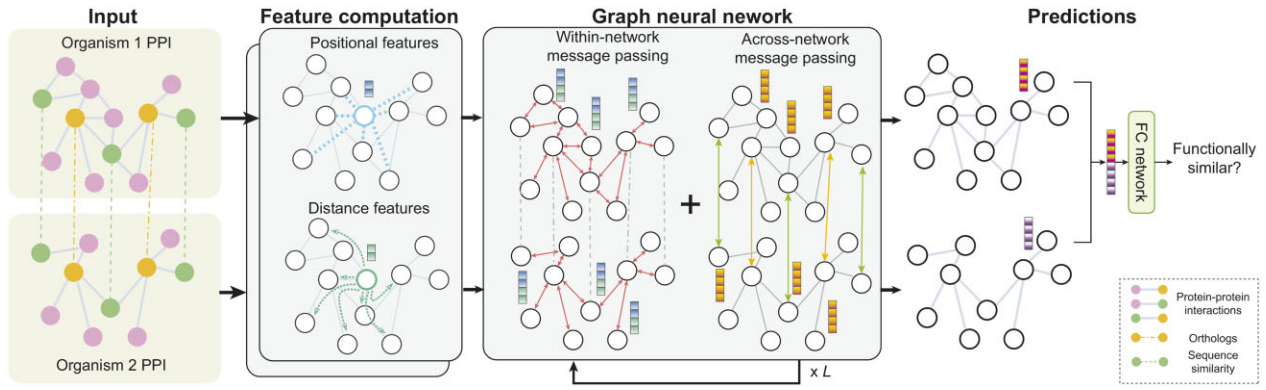 Input
Feature computation
Graph neural nework
Predictions
Organism 1 PPI
Positional features
Within-network
message passing
Across-network
message passing
+
FC network
Functionally
similar?
Distance features
Organism 2 PPI
x L
Protein-protein
interactions
Orthologs
Sequence
similarity